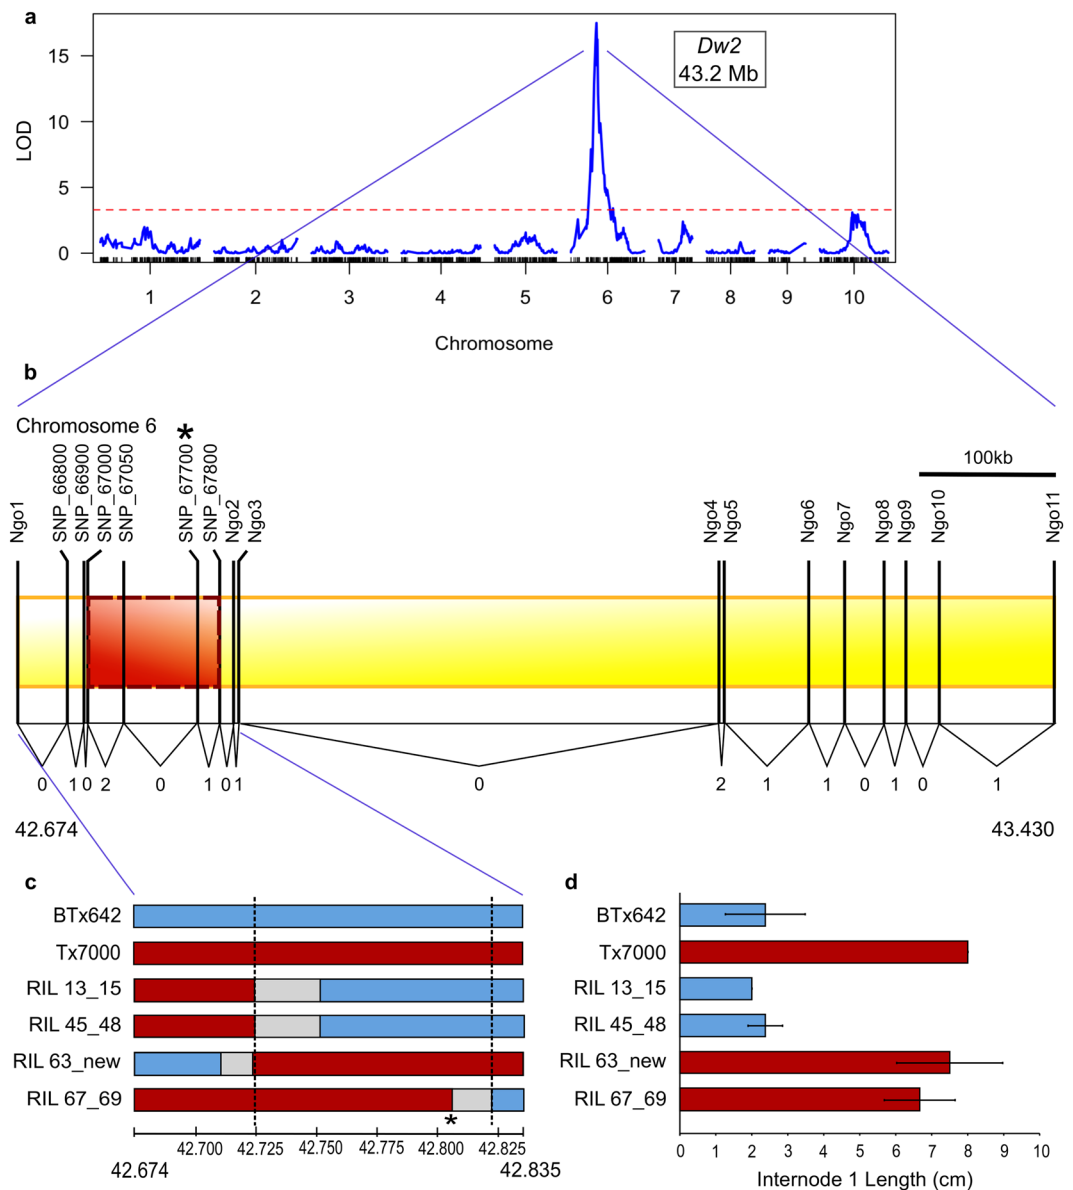 a
Dw2
43.2 Mb
LOD
15
10
5
0
1 2 3 4 5 6 7 8 9 10
Chromosome
b
Chromosome 6
*
100kb
Ngo1
SNP_66800
SNP_66900
SNP_67000
SNP_67050
SNP_67700
SNP_67800
Ngo2
Ngo3
Ngo4
Ngo5
Ngo6
Ngo7
Ngo8
Ngo9
Ngo10
Ngo11
0 1 0 2 0 1 0 1 0 2 1 1 0 1 0 1
42.674 43.430
c
BTx642
Tx7000
RIL 13_15
RIL 45_48
RIL 63_new
RIL 67_69
*
42.700 42.725 42.750 42.775 42.800 42.825
42.674 42.835
d
BTx642
Tx7000
RIL 13_15
RIL 45_48
RIL 63_new
RIL 67_69
0 1 2 3 4 5 6 7 8 9 10
Internode 1 Length (cm)